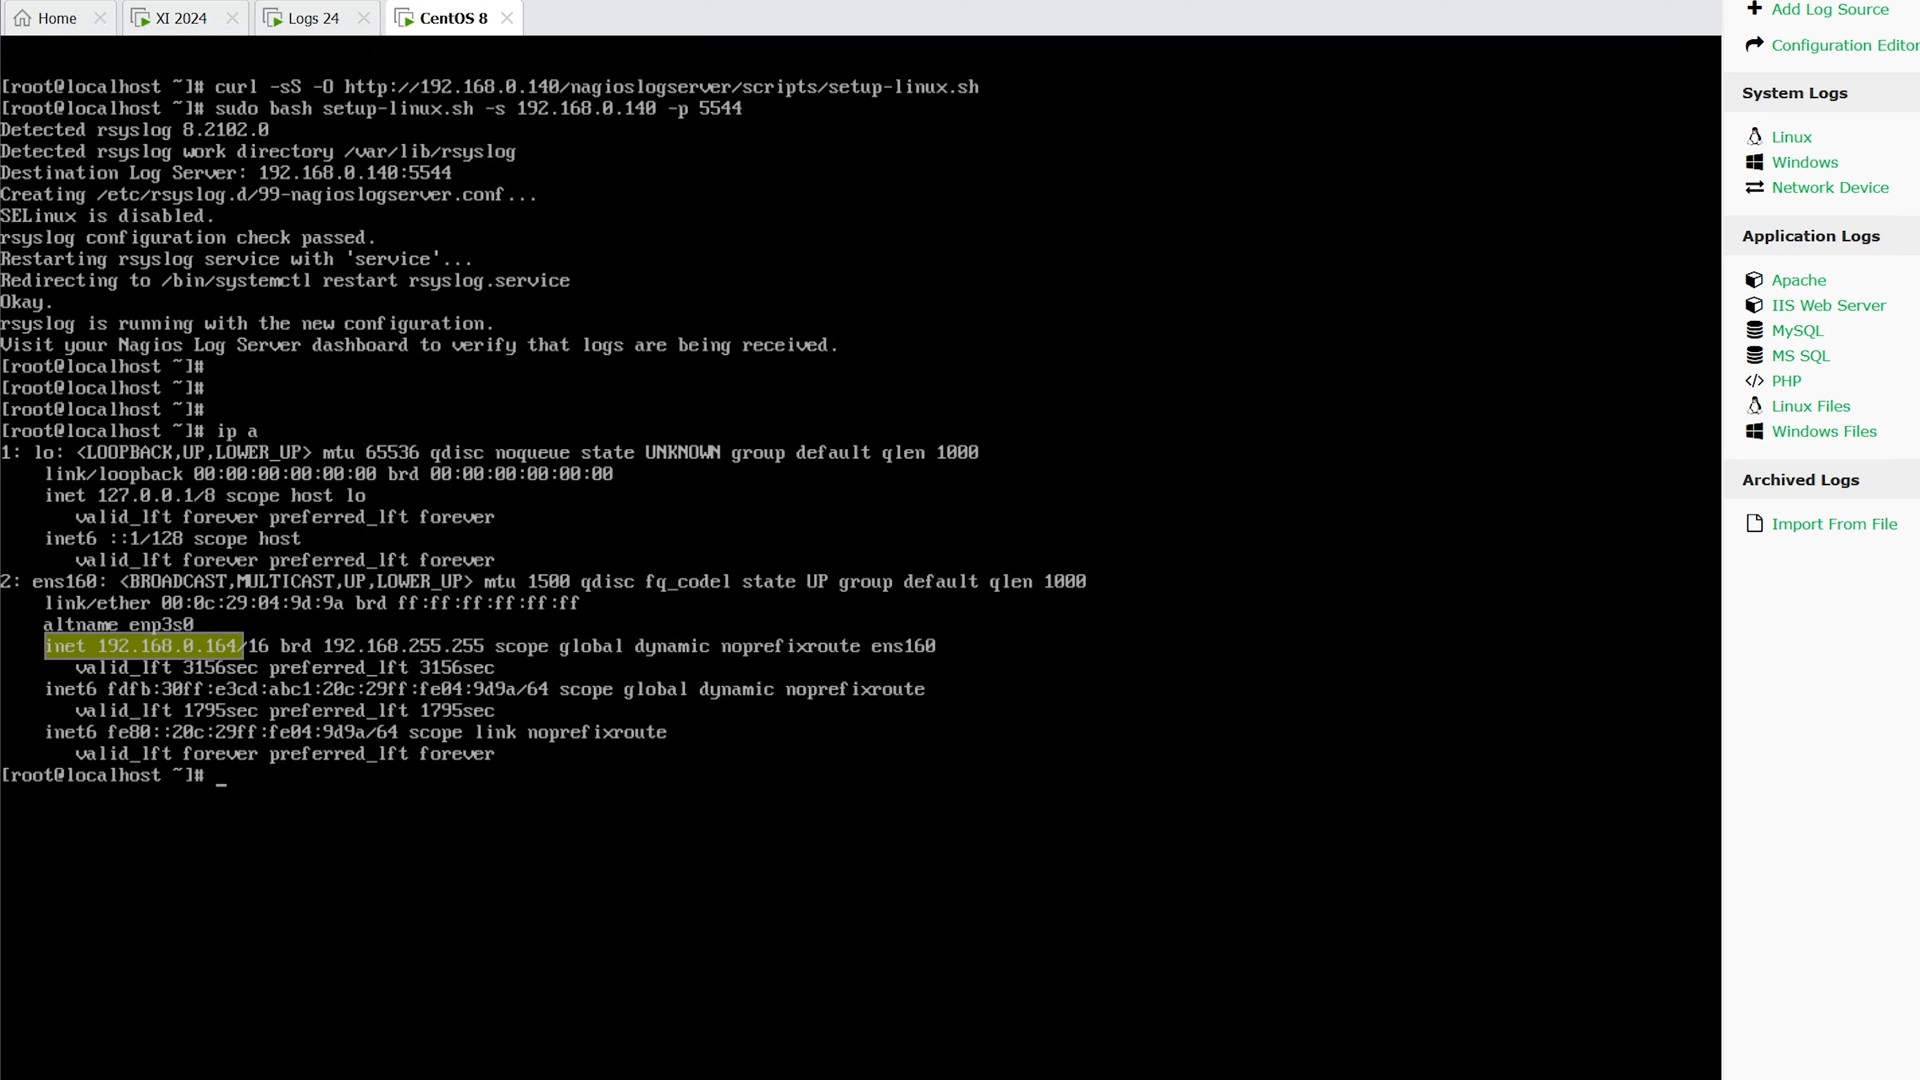 Home
XI 2024
Logs 24
CentOS 8
[root@localhost ~]# curl -sS -O http://192.168.0.140/nagioslogserver/scripts/setup-linux.sh
[root@localhost ~]# sudo bash setup-linux.sh -s 192.168.0.140 -p 5544
Detected rsyslog 8.2102.0
Detected rsyslog work directory /var/lib/rsyslog
Destination Log Server: 192.168.0.140:5544
Creating /etc/rsyslog.d/99-nagioslogserver.conf...
SELinux is disabled.
rsyslog configuration check passed.
Restarting rsyslog service with 'service'...
Redirecting to /bin/systemctl restart rsyslog.service
Okay.
rsyslog is running with the new configuration.
Visit your Nagios Log Server dashboard to verify that logs are being received.
[root@localhost ~]#
[root@localhost ~]#
[root@localhost ~]#
[root@localhost ~]# ip a
1: lo: <LOOPBACK,UP,LOWER_UP> mtu 65536 qdisc noqueue state UNKNOWN group default qlen 1000
link/loopback 00:00:00:00:00:00 brd 00:00:00:00:00:00
inet 127.0.0.1/8 scope host lo
valid_lft forever preferred_lft forever
inet6 ::1/128 scope host
valid_lft forever preferred_lft forever
2: ens160: <BROADCAST,MULTICAST,UP,LOWER_UP> mtu 1500 qdisc fq_codel state UP group default qlen 1000
link/ether 00:0c:29:04:9d:9a brd ff:ff:ff:ff:ff:ff
altname enp3s0
inet 192.168.0.164/16 brd 192.168.255.255 scope global dynamic noprefixroute ens160
valid_lft 3156sec preferred_lft 3156sec
inet6 fdfb:30ff:e3cd:abc1:20c:29ff:fe04:9d9a/64 scope global dynamic noprefixroute
valid_lft 1795sec preferred_lft 1795sec
inet6 fe80::20c:29ff:fe04:9d9a/64 scope link noprefixroute
valid_lft forever preferred_lft forever
[root@localhost ~]# _
Add Log Source
Configuration Editor
System Logs
Linux
Windows
Network Device
Application Logs
Apache
IIS Web Server
MySQL
MS SQL
PHP
Linux Files
Windows Files
Archived Logs
Import From File